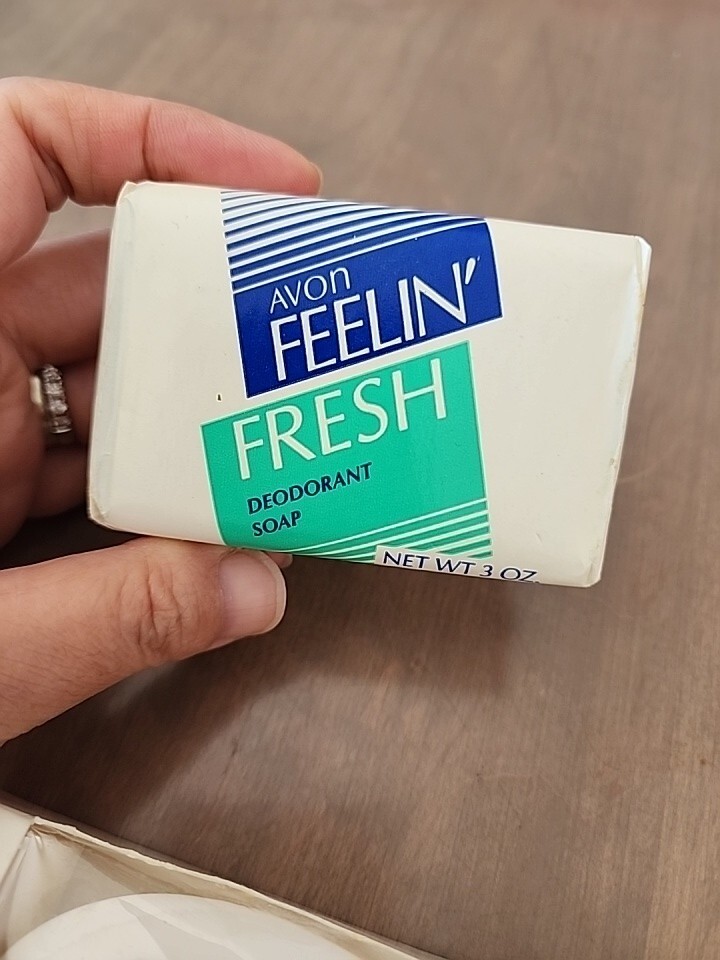 AVON
FEELIN'
FRESH
DEODORANT
SOAP
NET WT 3 OZ.